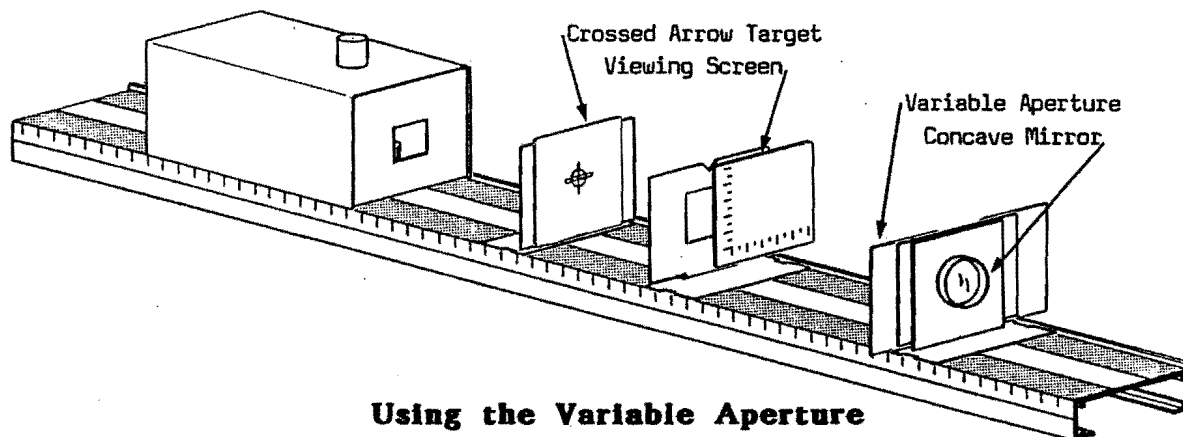 Crossed Arrow Target
Viewing Screen
Variable Aperture
Concave Mirror
Using the Variable Aperture